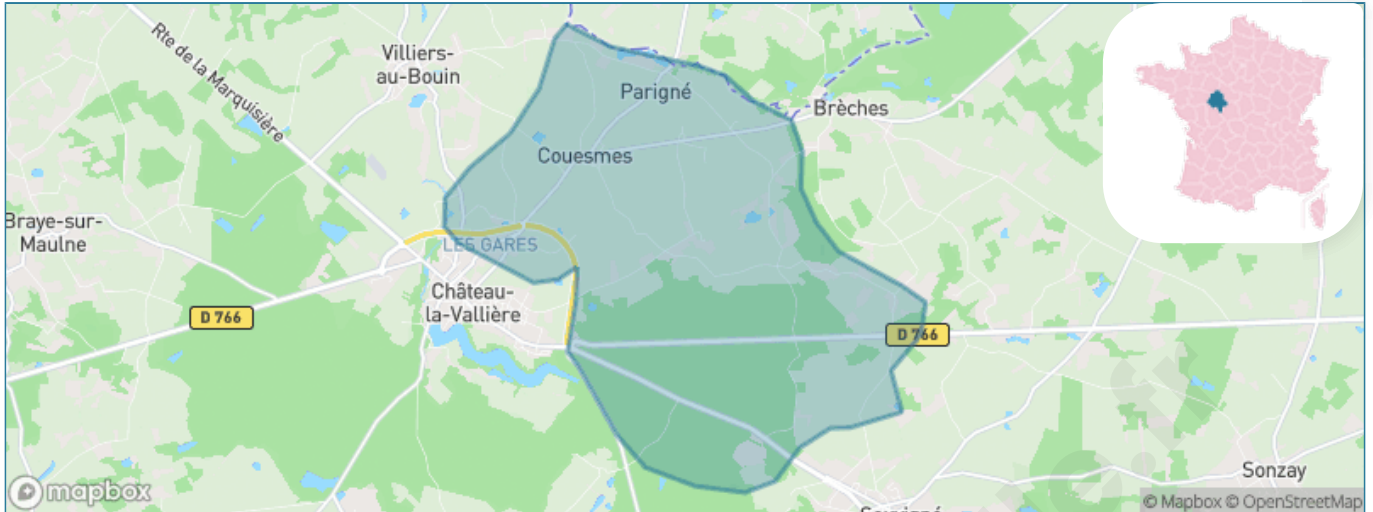 Rte de la Marquisière
Villiers-
au-Bouin
Parigné
Brèches
Couesmes
Braye-sur-
Maulne
LES GARES
Château-
la-Vallière
D 766
D 766
Sonzay
mapbox
© Mapbox © OpenStreetMap